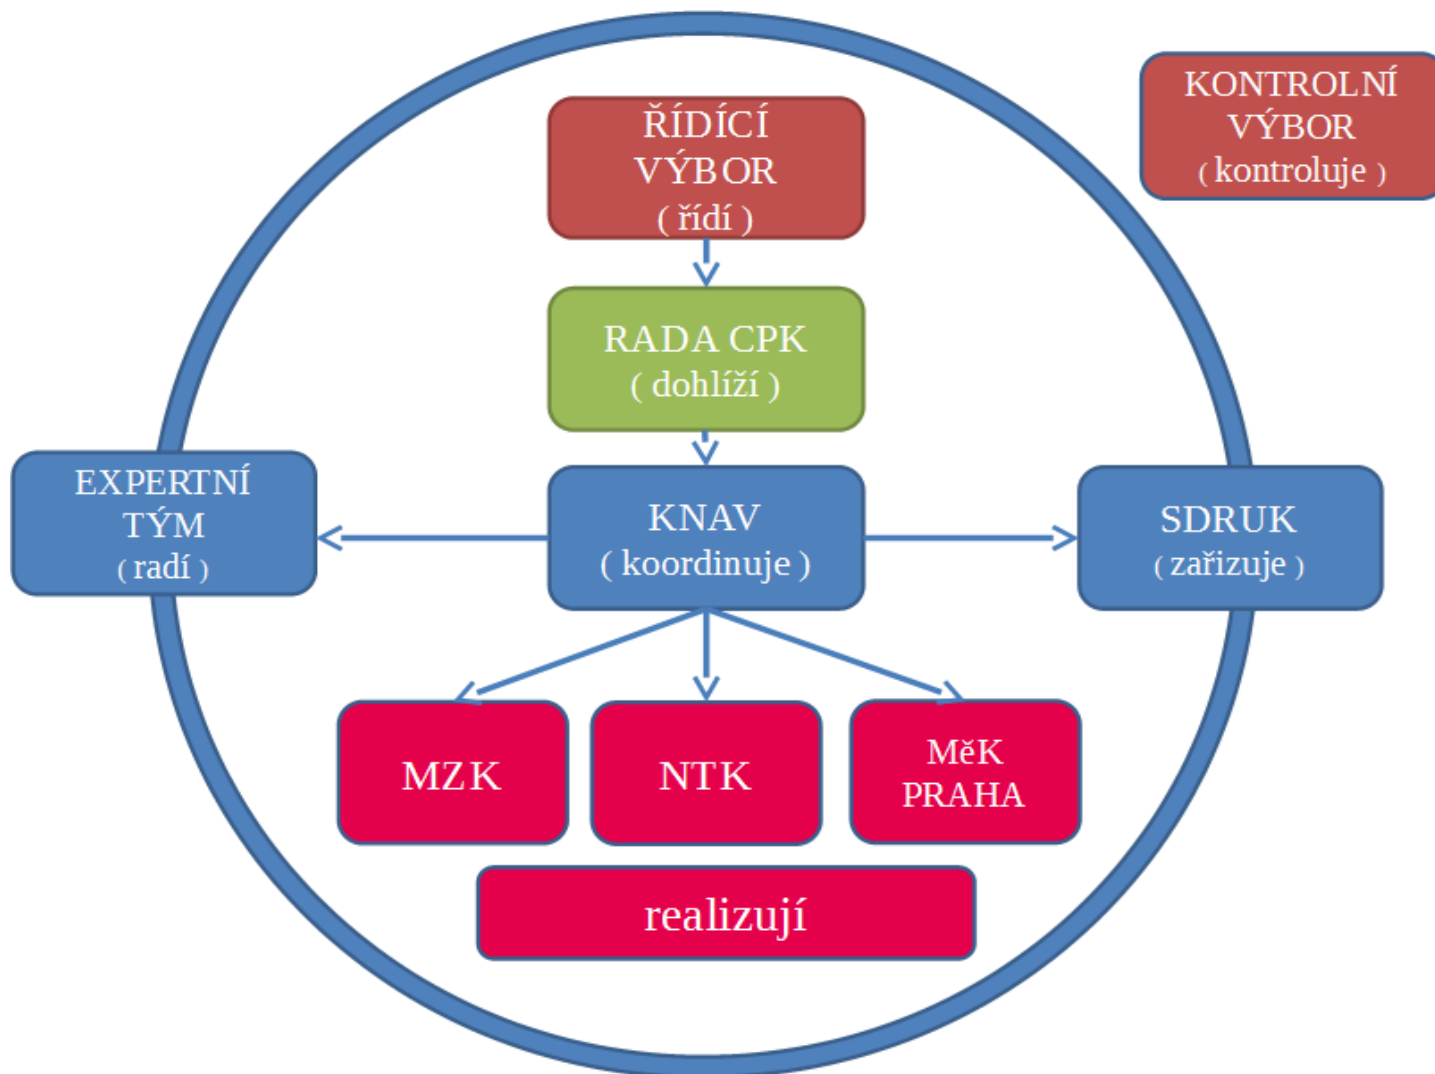 ŘÍDÍCÍ
VÝBOR
( řídí )
KONTROLNÍ
VÝBOR
( kontroluje )
RADA CPK
( dohlíží )
EXPERTNÍ
TÝM
( radí )
KNAV
( koordinuje )
SDRUK
( zařizuje )
MZK
NTK
MěK
PRAHA
realizují